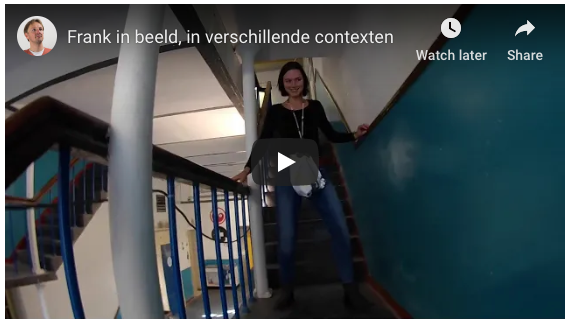 Frank in beeld, in verschillende contexten
Watch later
Share